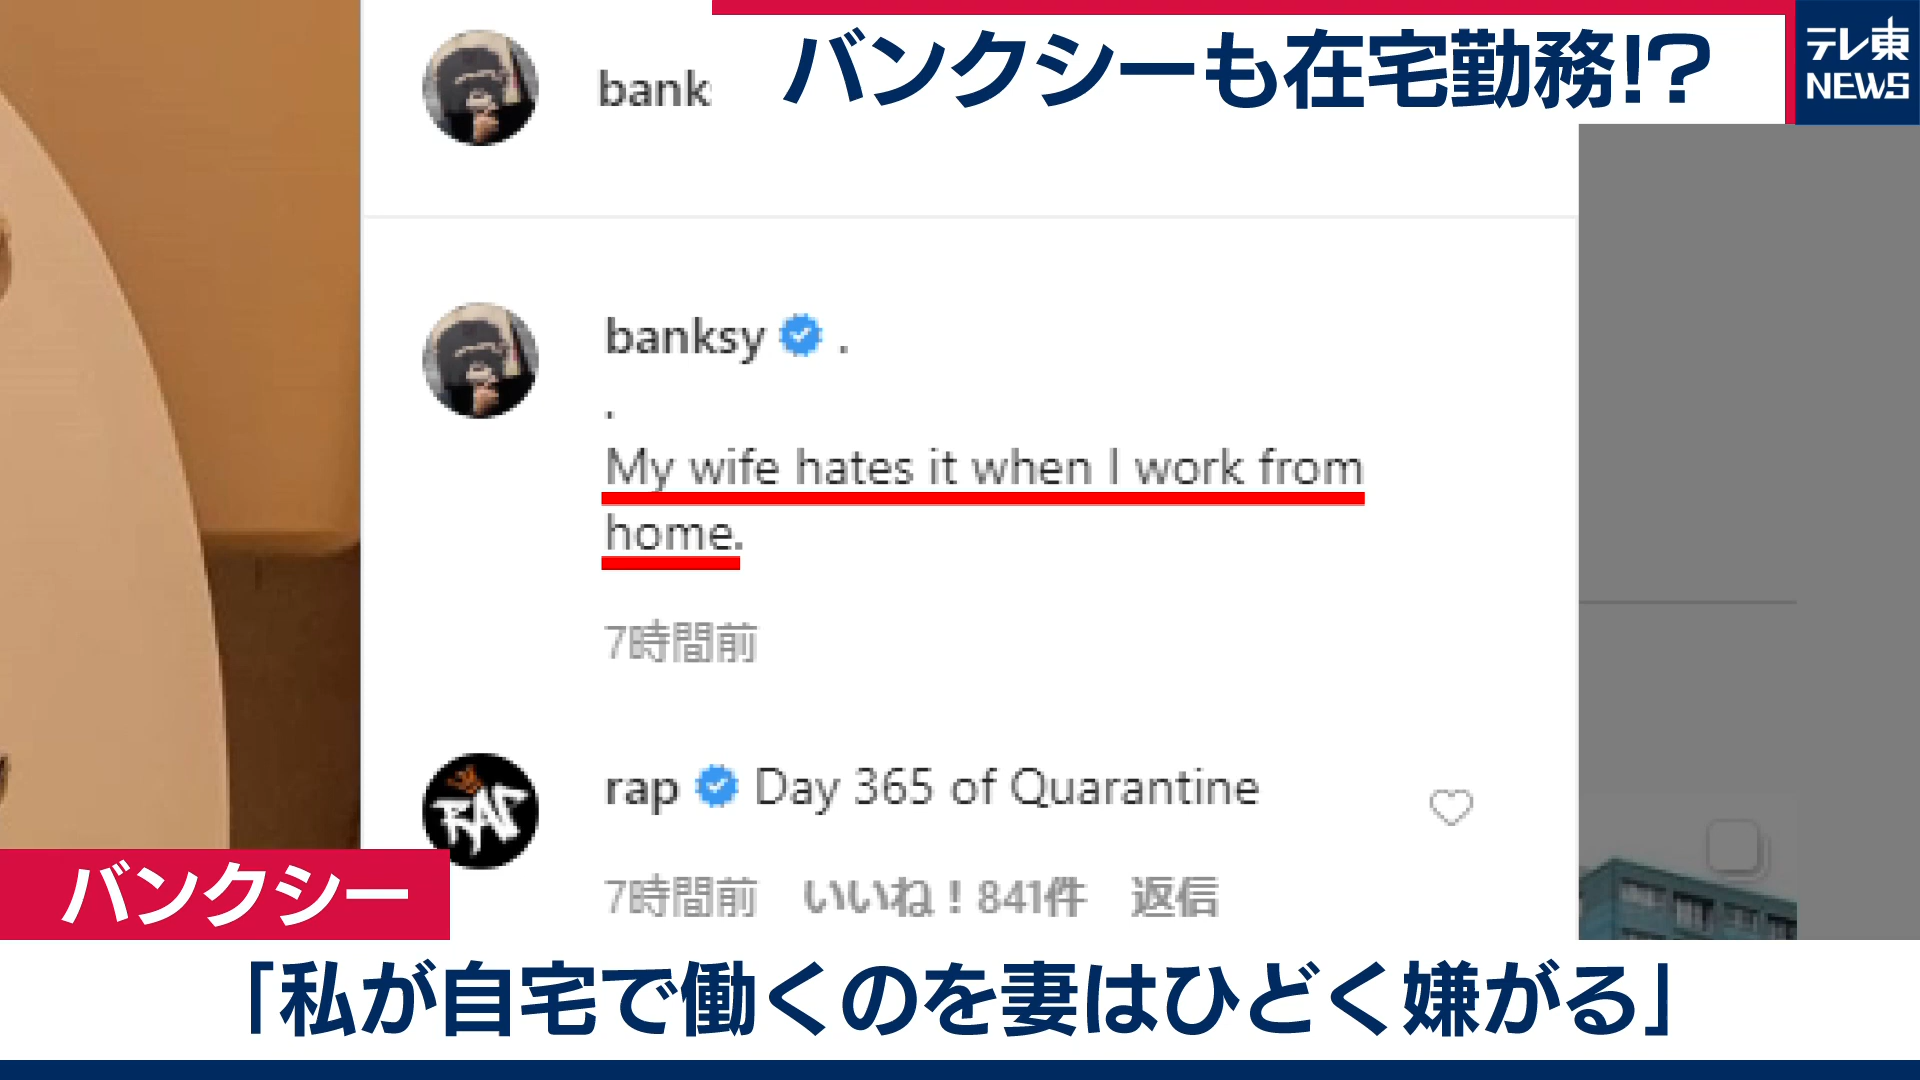 バンクシーも在宅勤務!?
テレ東
NEWS
bank
banksy .
.
My wife hates it when I work from
home.
7時間前
rap Day 365 of Quarantine
7時間前 いいね!841件 返信
RAP
バンクシー
「私が自宅で働くのを妻はひどく嫌がる」